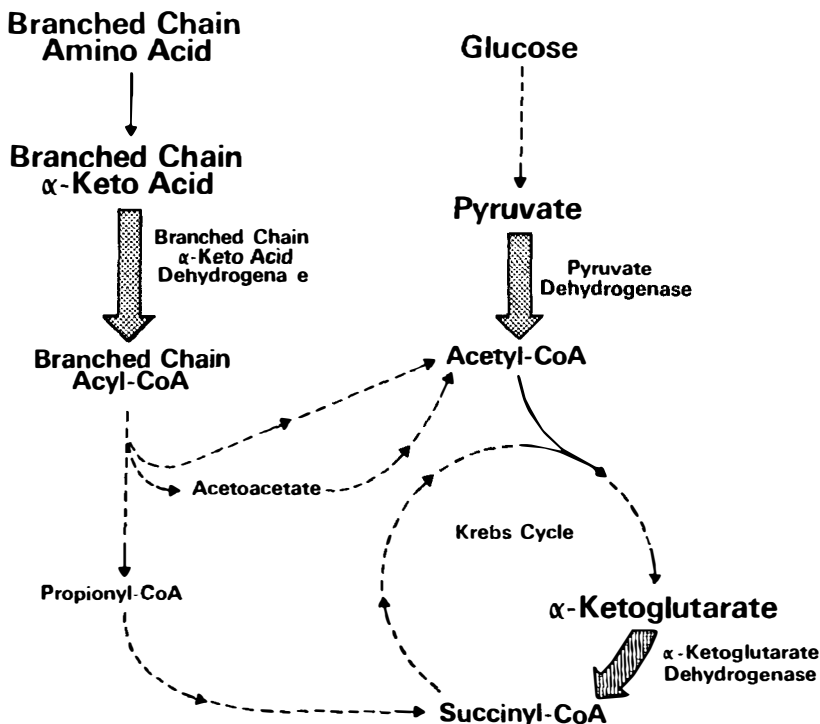 Branched Chain
Amino Acid
Glucose
Branched Chain
α-Keto Acid
Pyruvate
Branched Chain
α-Keto Acid
Dehydrogena e
Pyruvate
Dehydrogenase
Branched Chain
Acyl-CoA
Acetyl-CoA
Acetoacetate
Krebs Cycle
Propionyl-CoA
α-Ketoglutarate
α-Ketoglutarate
Dehydrogenase
Succinyl-CoA